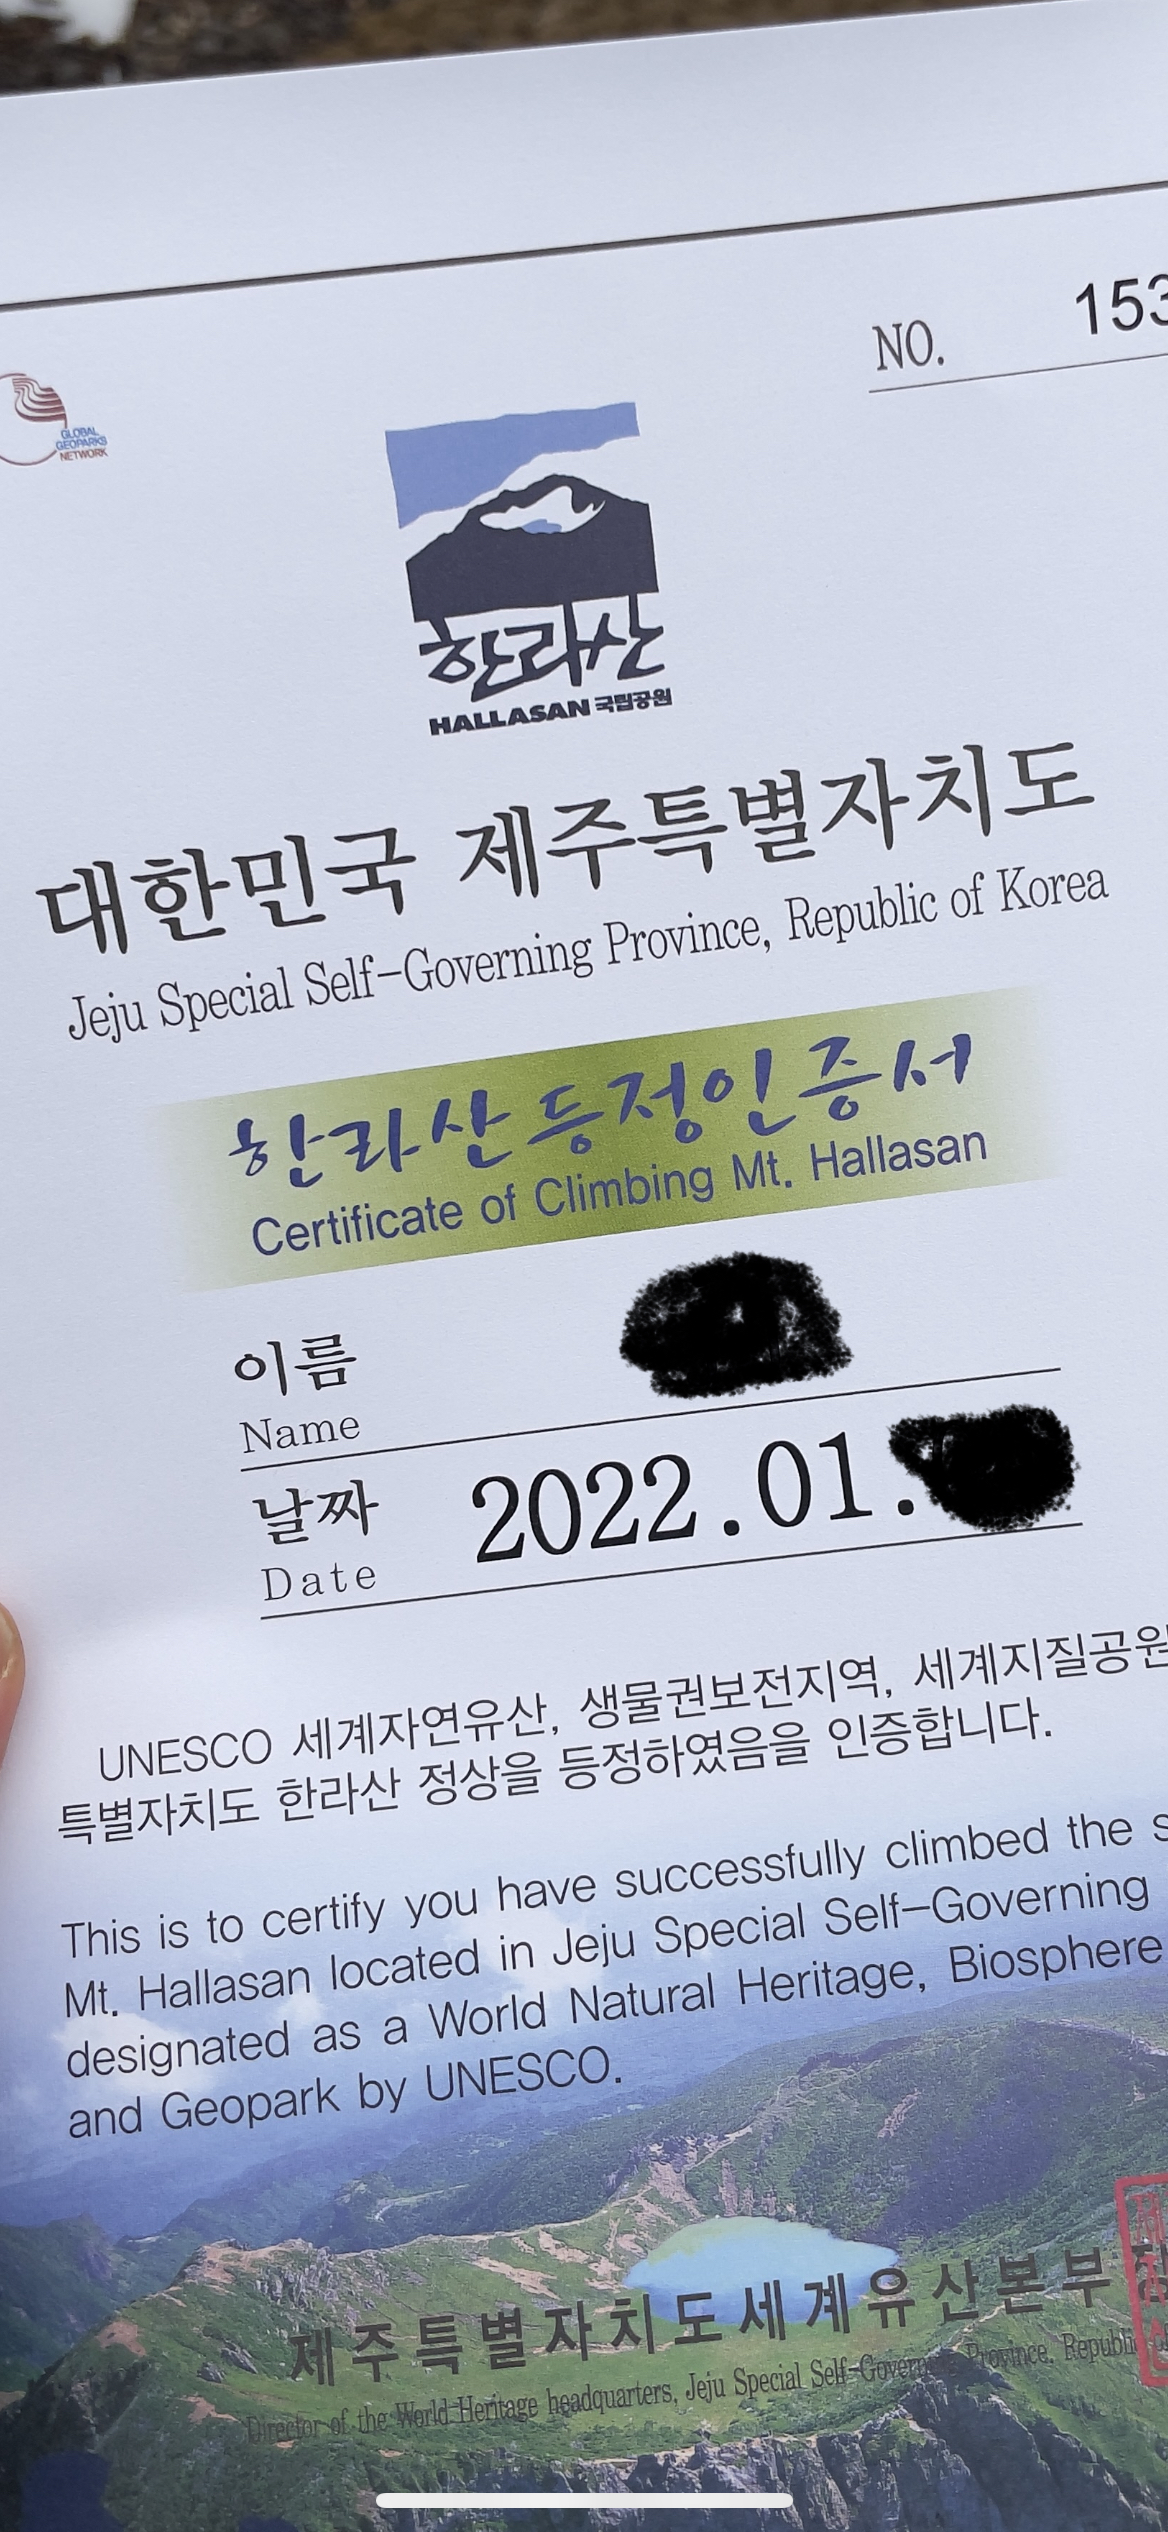 NO. 153
GLOBAL
GEOPARKS
NETWORK
한라산
HALLASAN 국립공원
대한민국 제주특별자치도
Jeju Special Self-Governing Province, Republic of Korea
한라산등정인증서
Certificate of Climbing Mt. Hallasan
이름
Name
날짜 2022.01.
Date
UNESCO 세계자연유산, 생물권보전지역, 세계지질공원
특별자치도 한라산 정상을 등정하였음을 인증합니다.
This is to certify you have successfully climbed the s
Mt. Hallasan located in Jeju Special Self-Governing
designated as a World Natural Heritage, Biosphere
and Geopark by UNESCO.
제주특별자치도세계유산본부
Director of the World Heritage headquarters, Jeju Special Self-Governing Province, Republic